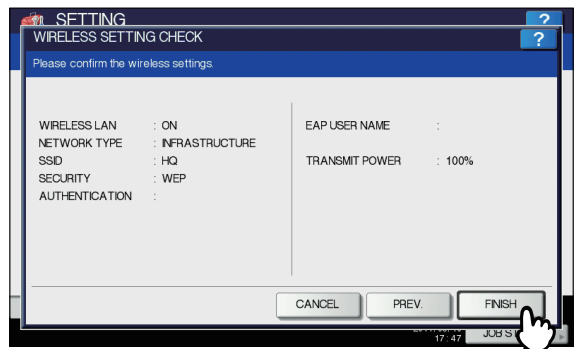 SETTING ?
WIRELESS SETTING CHECK ?
Please confirm the wireless settings.
WIRELESS LAN : ON
NETWORK TYPE : INFRASTRUCTURE
SSID : HQ
SECURITY : WEP
AUTHENTICATION :
EAP USER NAME :
TRANSMIT POWER : 100%
CANCEL PREV. FINISH
17:47 JOB